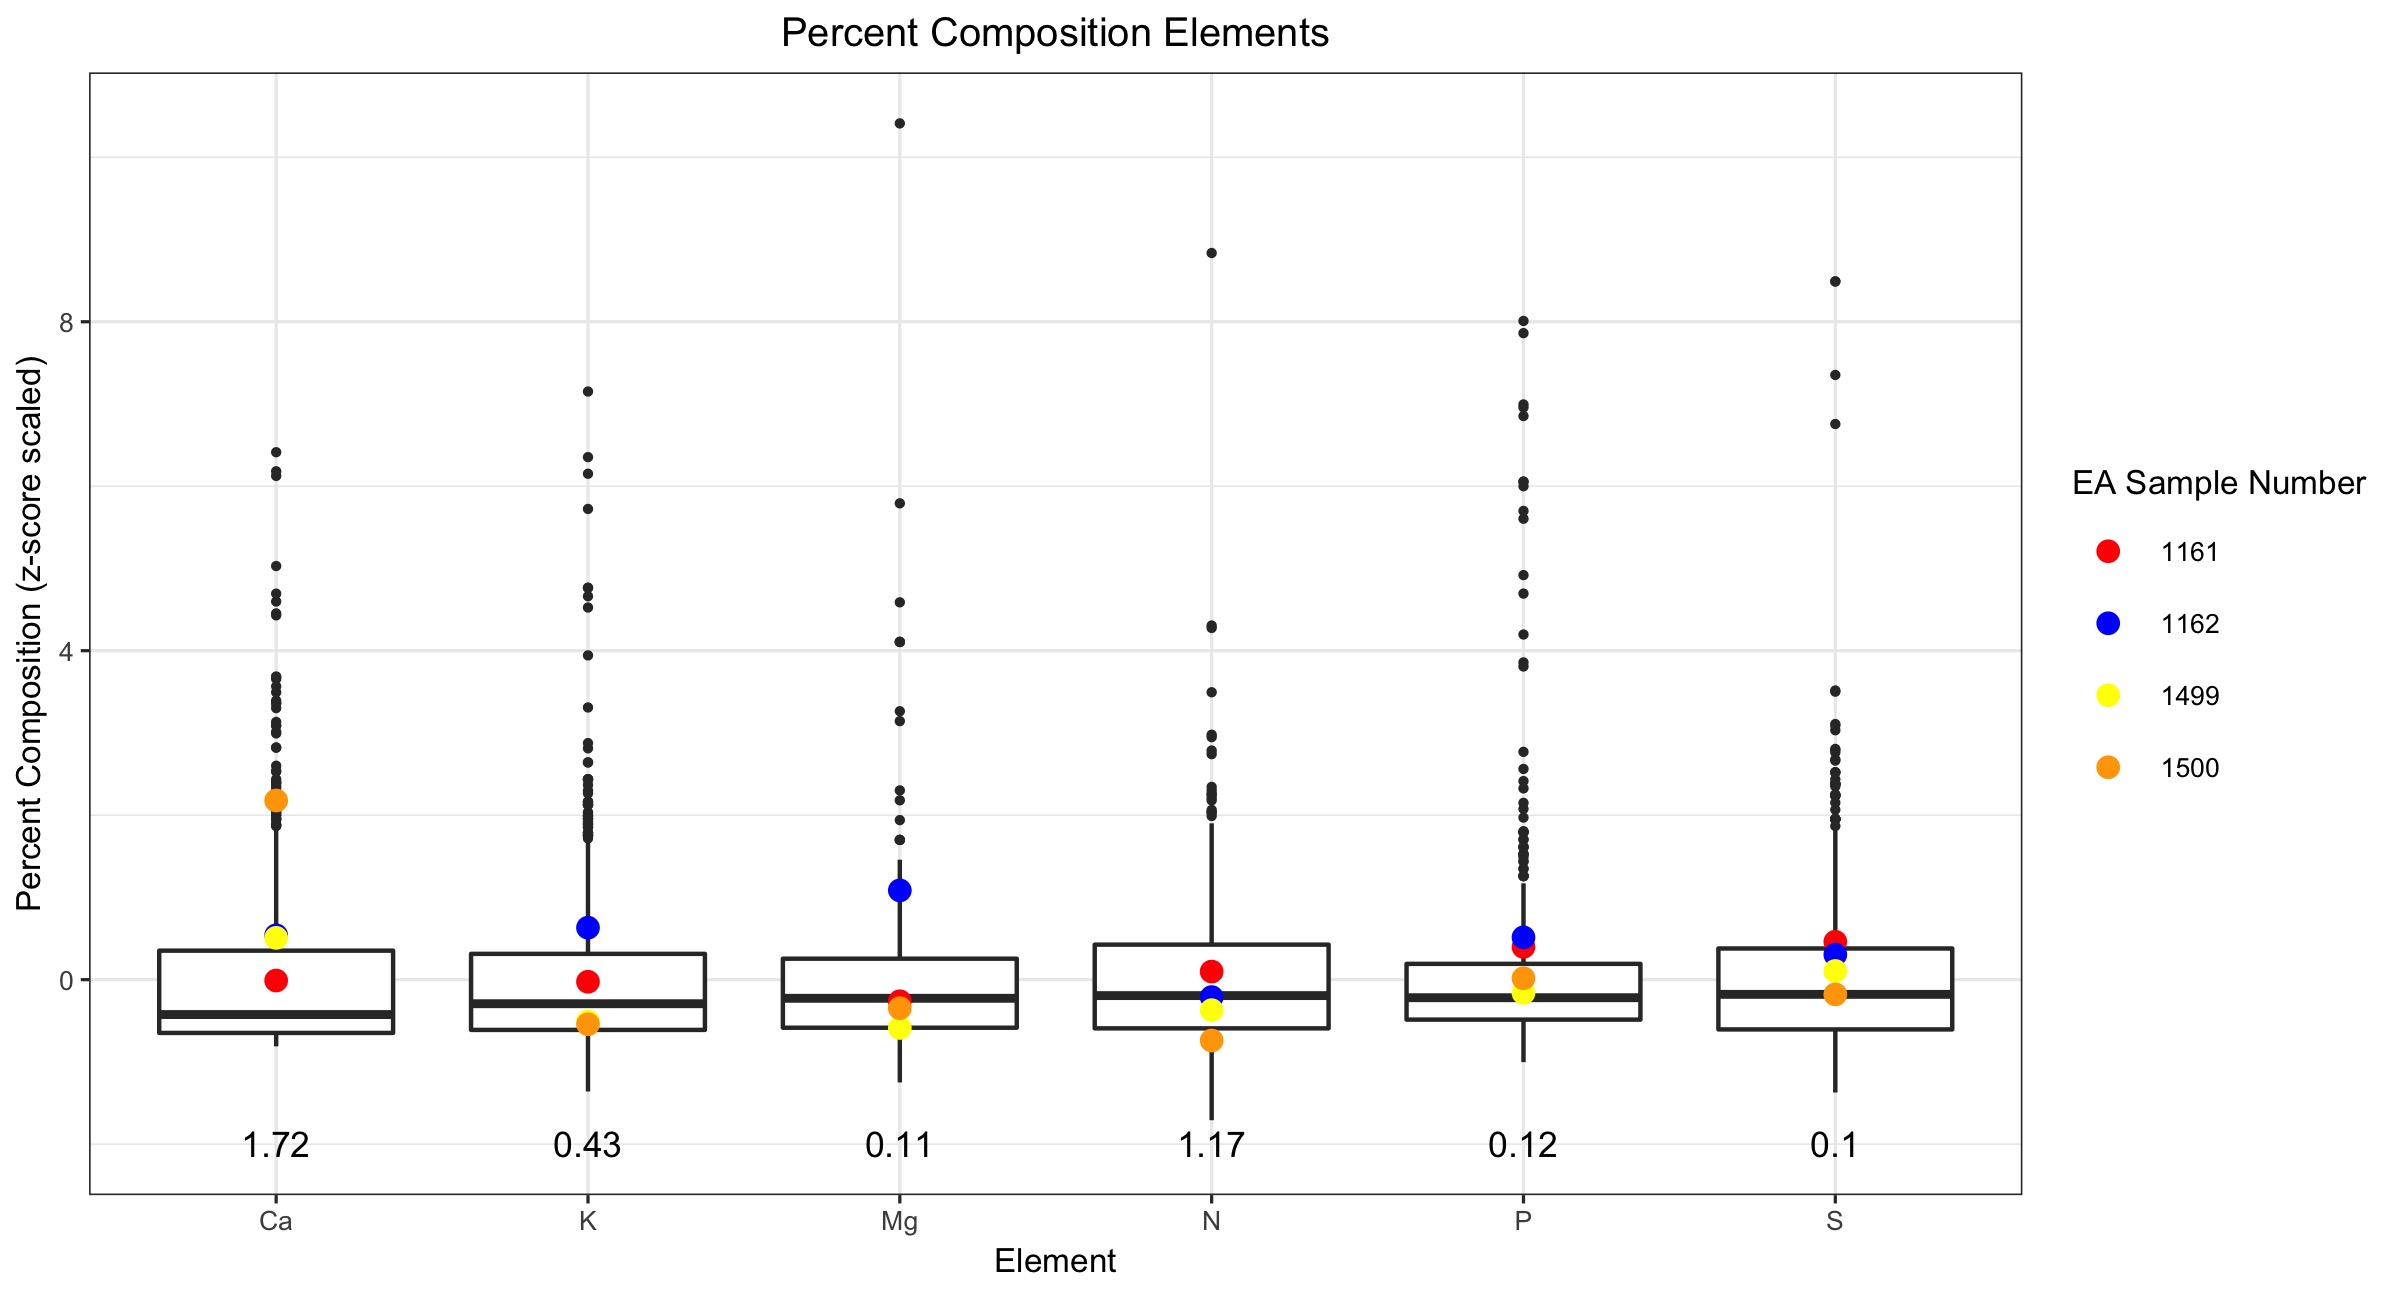 Percent Composition Elements
Percent Composition (z-score scaled)
8
4
0
1.72 0.43 0.11 1.17 0.12 0.1
Ca K Mg N P S
Element
EA Sample Number
1161
1162
1499
1500